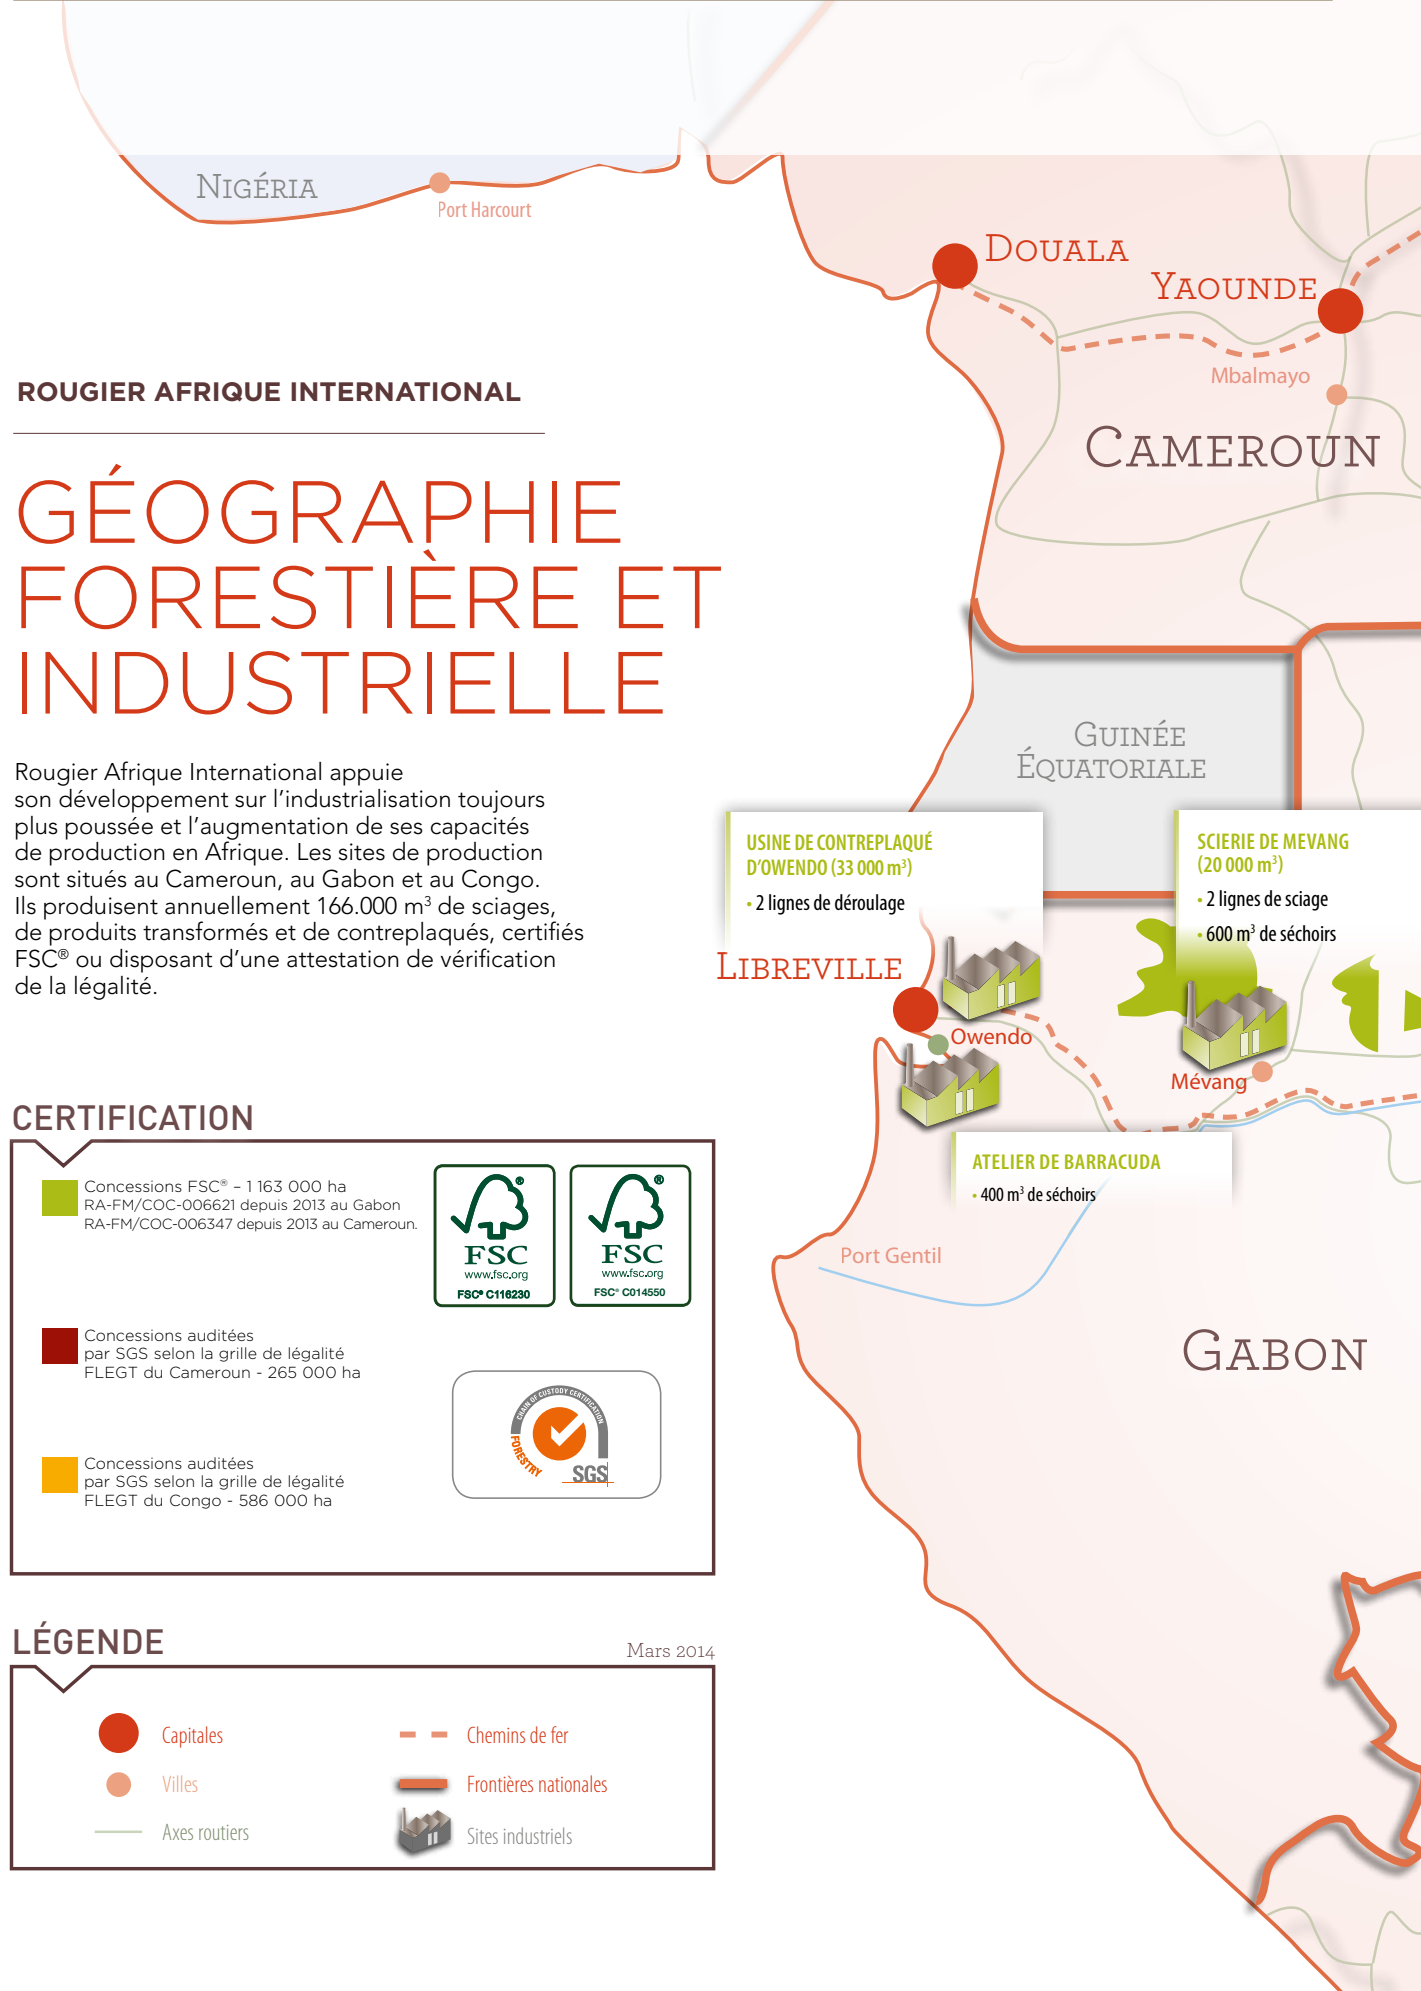 NIGÉRIA
Port Harcourt
DOUALA
YAOUNDE
Mbalmayo
CAMEROUN
ROUGIER AFRIQUE INTERNATIONAL
GÉOGRAPHIE
FORESTIÈRE ET
INDUSTRIELLE
Rougier Afrique International appuie
son développement sur l'industrialisation toujours
plus poussée et l'augmentation de ses capacités
de production en Afrique. Les sites de production
sont situés au Cameroun, au Gabon et au Congo.
Ils produisent annuellement 166.000 m³ de sciages,
de produits transformés et de contreplaqués, certifiés
FSC® ou disposant d'une attestation de vérification
de la légalité.
GUINÉE
ÉQUATORIALE
USINE DE CONTREPLAQUÉ
D'OWENDO (33 000 m³)
• 2 lignes de déroulage
SCIERIE DE MEVANG
(20 000 m³)
• 2 lignes de sciage
• 600 m³ de séchoirs
LIBREVILLE
Owendo
Mévang
ATELIER DE BARRACUDA
• 400 m³ de séchoirs
Port Gentil
GABON
CERTIFICATION
Concessions FSC® – 1 163 000 ha
RA-FM/COC-006621 depuis 2013 au Gabon
RA-FM/COC-006347 depuis 2013 au Cameroun.
®
FSC
www.fsc.org
FSC® C116230
®
FSC
www.fsc.org
FSC® C014550
Concessions auditées
par SGS selon la grille de légalité
FLEGT du Cameroun - 265 000 ha
CHAIN OF CUSTODY CERTIFICATION
FORESTRY
SGS
Concessions auditées
par SGS selon la grille de légalité
FLEGT du Congo - 586 000 ha
LÉGENDE
Mars 2014
Capitales
Villes
Axes routiers
Chemins de fer
Frontières nationales
Sites industriels